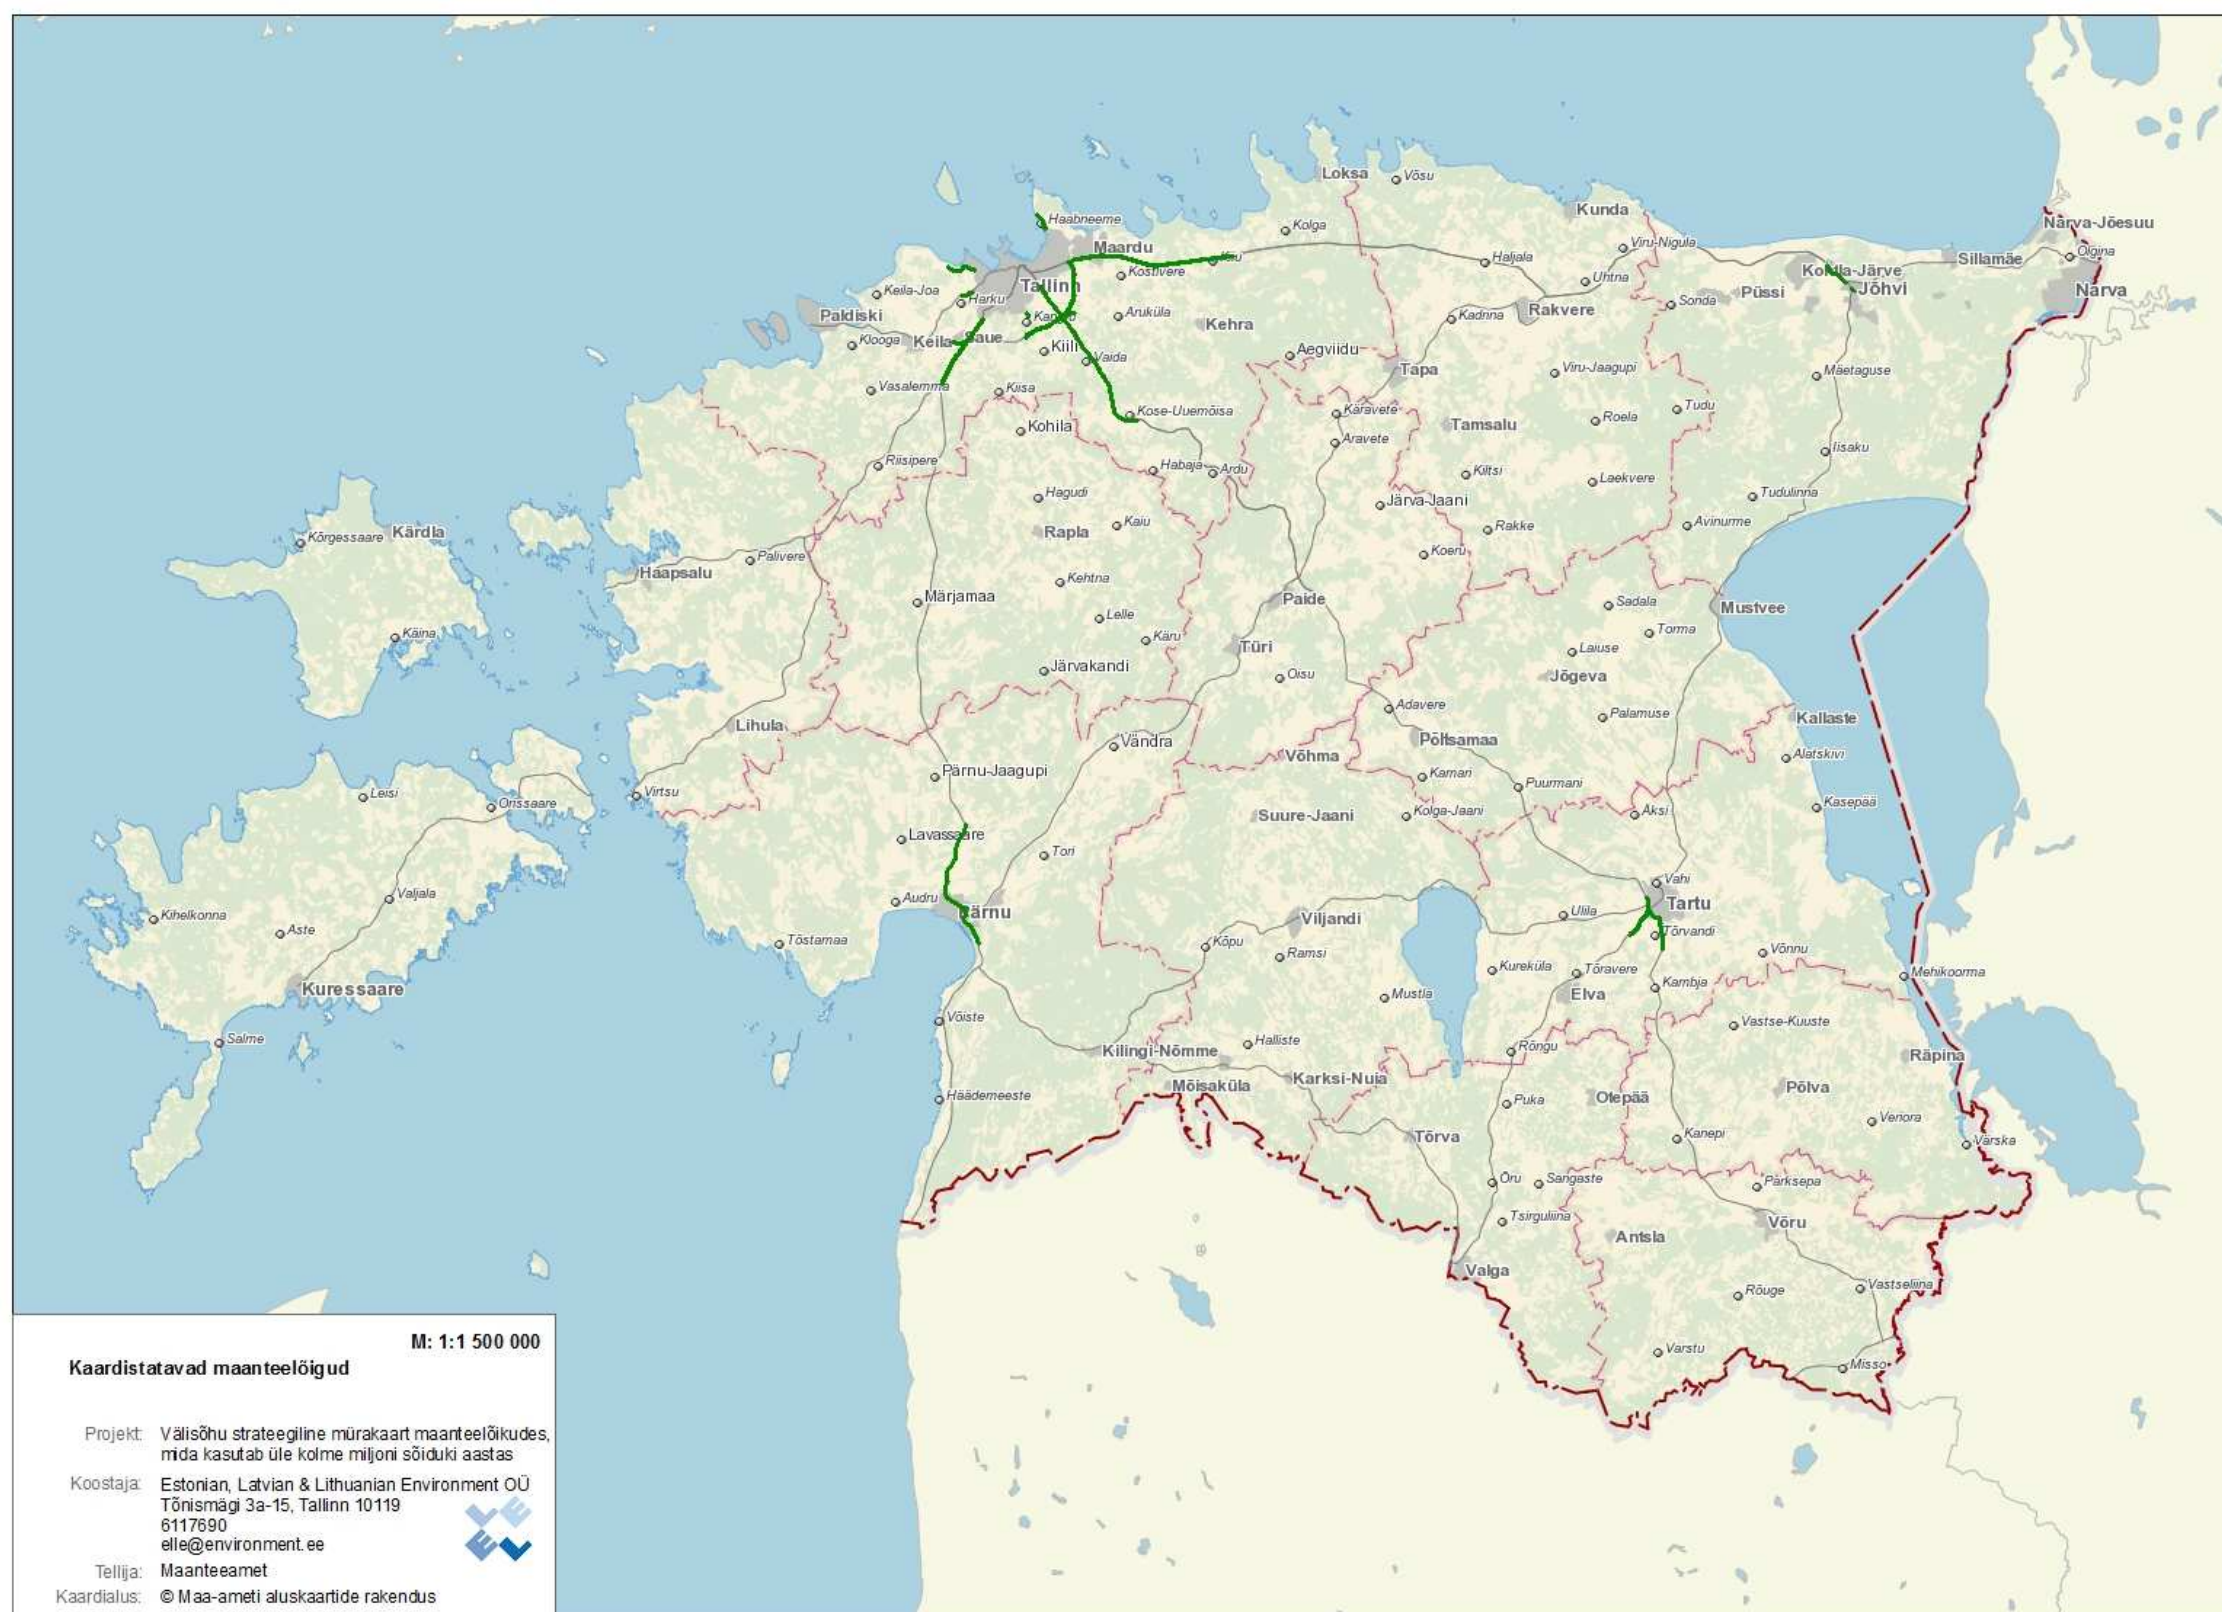 Loksa
Võsu
Kunda
Haabneeme
Kolga
Viru-Nigula
Narva-Jõesuu
Maardu
Haljala
Sillamäe
Olgina
Kostivere
Kiiu
Uhtna
Kohtla-Järve
Keila-Joa
Harku
Tallinn
Sonda
Püssi
Jõhvi
Narva
Paldiski
Aruküla
Kehra
Kadrina
Rakvere
Klooga
Keila
Saue
Kiili
Vaida
Aegviidu
Tapa
Viru-Jaagupi
Mäetaguse
Vasalemma
Kiisa
Kose-Uuemõisa
Karavete
Roela
Tudu
Kohila
Aravete
Tamsalu
Riisipere
Habaja
Ardu
Kiltsi
Laekvere
Iisaku
Hagudi
Järva-Jaani
Tudulinna
Kõrgessaare
Kärdla
Rapla
Kaiu
Rakke
Avinurme
Palivere
Koeru
Haapsalu
Kehtna
Märjamaa
Paide
Sadala
Mustvee
Lelle
Käina
Käru
Türi
Torma
Laiuse
Järvakandi
Oisu
Jõgeva
Adavere
Palamuse
Kallaste
Lihula
Vändra
Põltsamaa
Võhma
Alatskivi
Pärnu-Jaagupi
Kamari
Puurmani
Virtsu
Leisi
Orissaare
Kasepää
Suure-Jaani
Kolga-Jaani
Aksi
Lavassaare
Tori
Vahi
Valjala
Audru
Pärnu
Tartu
Kihelkonna
Viljandi
Ulila
Aste
Tõstamaa
Kõpu
Ramsi
Tõrvandi
Võnnu
Kureküla
Tõravere
Mehikoorma
Kuressaare
Mustla
Elva
Kambja
Võiste
Vastse-Kuuste
Salme
Kilingi-Nõmme
Halliste
Rõngu
Räpina
Mõisaküla
Karksi-Nuia
Põlva
Häädemeeste
Puka
Otepää
Veriora
Tõrva
Kanepi
Värska
Õru
Sangaste
Parksepa
Tsirguliina
Võru
Antsla
Valga
Rõuge
Vastseliina
Varstu
Misso
M: 1:1 500 000
Kaardistatavad maanteelõigud
Projekt: Välisõhu strateegiline mürakaart maanteelõikudes,
mida kasutab üle kolme miljoni sõiduki aastas
Koostaja: Estonian, Latvian & Lithuanian Environment OÜ
Tõnismägi 3a-15, Tallinn 10119
6117690
elle@environment.ee
Tellija: Maanteeamet
Kaardialus: © Maa-ameti aluskaartide rakendus